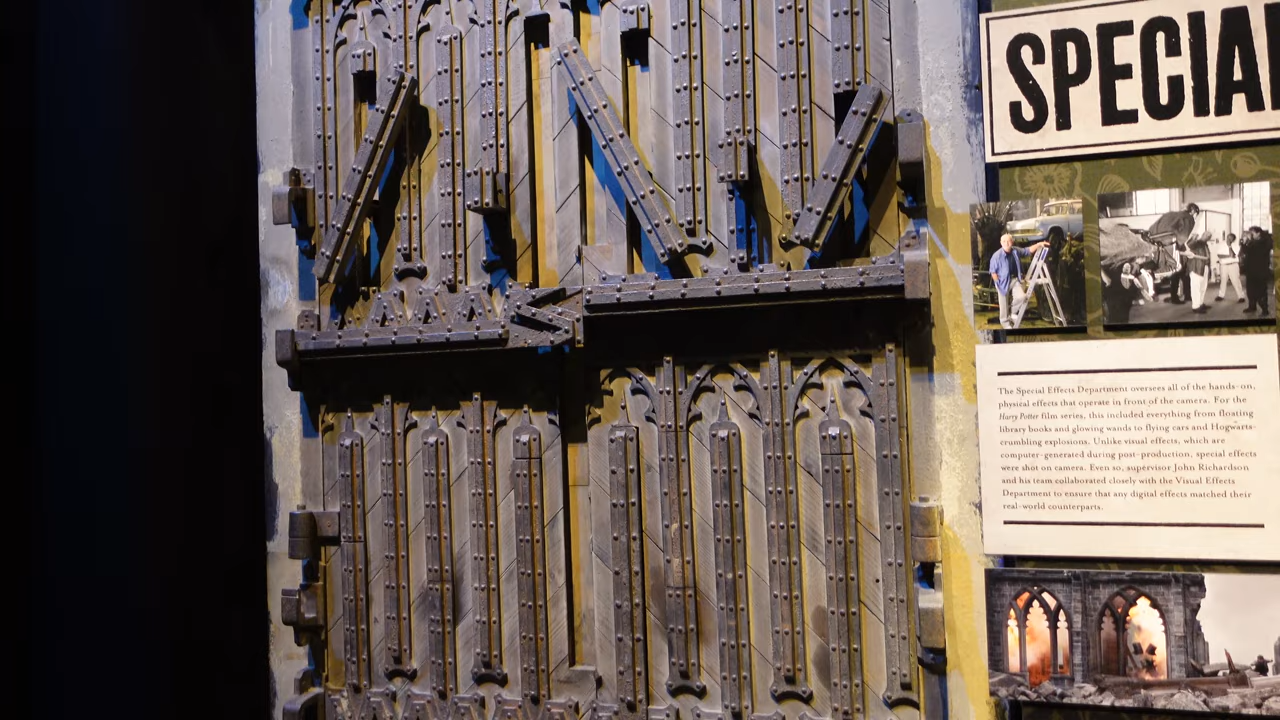 SPECIAL
The Special Effects Department oversees all of the hands-on,
physical effects that operate in front of the camera. For the
Harry Potter film series, this included everything from floating
library books and glowing wands to flying cars and Hogwarts-
crumbling explosions. Unlike visual effects, which are
computer-generated during post-production, special effects
were shot on camera. Even so, supervisor John Richardson
and his team collaborated closely with the Visual Effects
Department to ensure that any digital effects matched their
real-world counterparts.